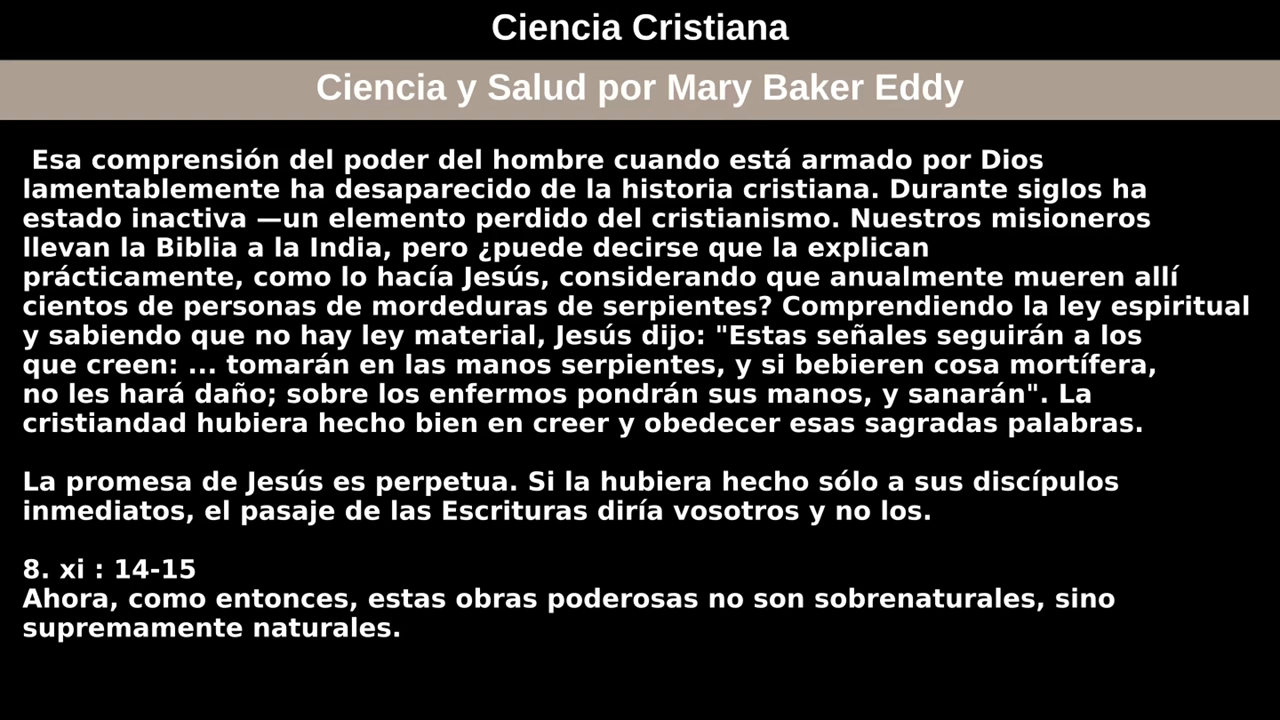 Ciencia Cristiana
Ciencia y Salud por Mary Baker Eddy
Esa comprensión del poder del hombre cuando está armado por Dios
lamentablemente ha desaparecido de la historia cristiana. Durante siglos ha
estado inactiva —un elemento perdido del cristianismo. Nuestros misioneros
llevan la Biblia a la India, pero ¿puede decirse que la explican
prácticamente, como lo hacía Jesús, considerando que anualmente mueren allí
cientos de personas de mordeduras de serpientes? Comprendiendo la ley espiritual
y sabiendo que no hay ley material, Jesús dijo: "Estas señales seguirán a los
que creen: ... tomarán en las manos serpientes, y si bebieren cosa mortífera,
no les hará daño; sobre los enfermos pondrán sus manos, y sanarán". La
cristiandad hubiera hecho bien en creer y obedecer esas sagradas palabras.
La promesa de Jesús es perpetua. Si la hubiera hecho sólo a sus discípulos
inmediatos, el pasaje de las Escrituras diría vosotros y no los.
8. xi : 14-15
Ahora, como entonces, estas obras poderosas no son sobrenaturales, sino
supremamente naturales.